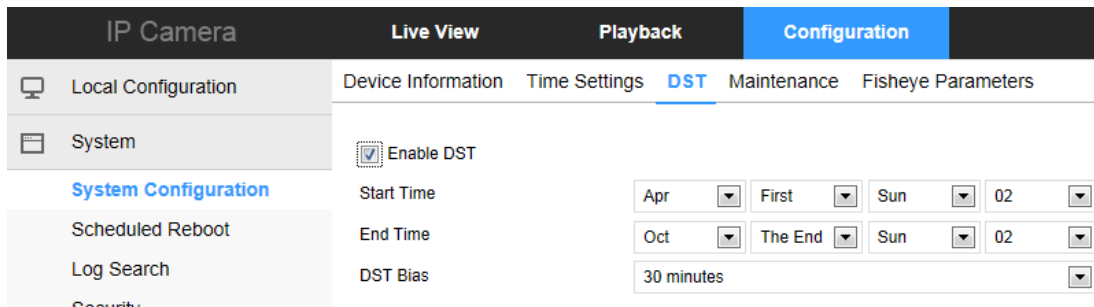 IP Camera Live View Playback Configuration
Local Configuration Device Information Time Settings DST Maintenance Fisheye Parameters
System
Enable DST
System Configuration
Start Time Apr First Sun 02
Scheduled Reboot
End Time Oct The End Sun 02
Log Search
DST Bias 30 minutes